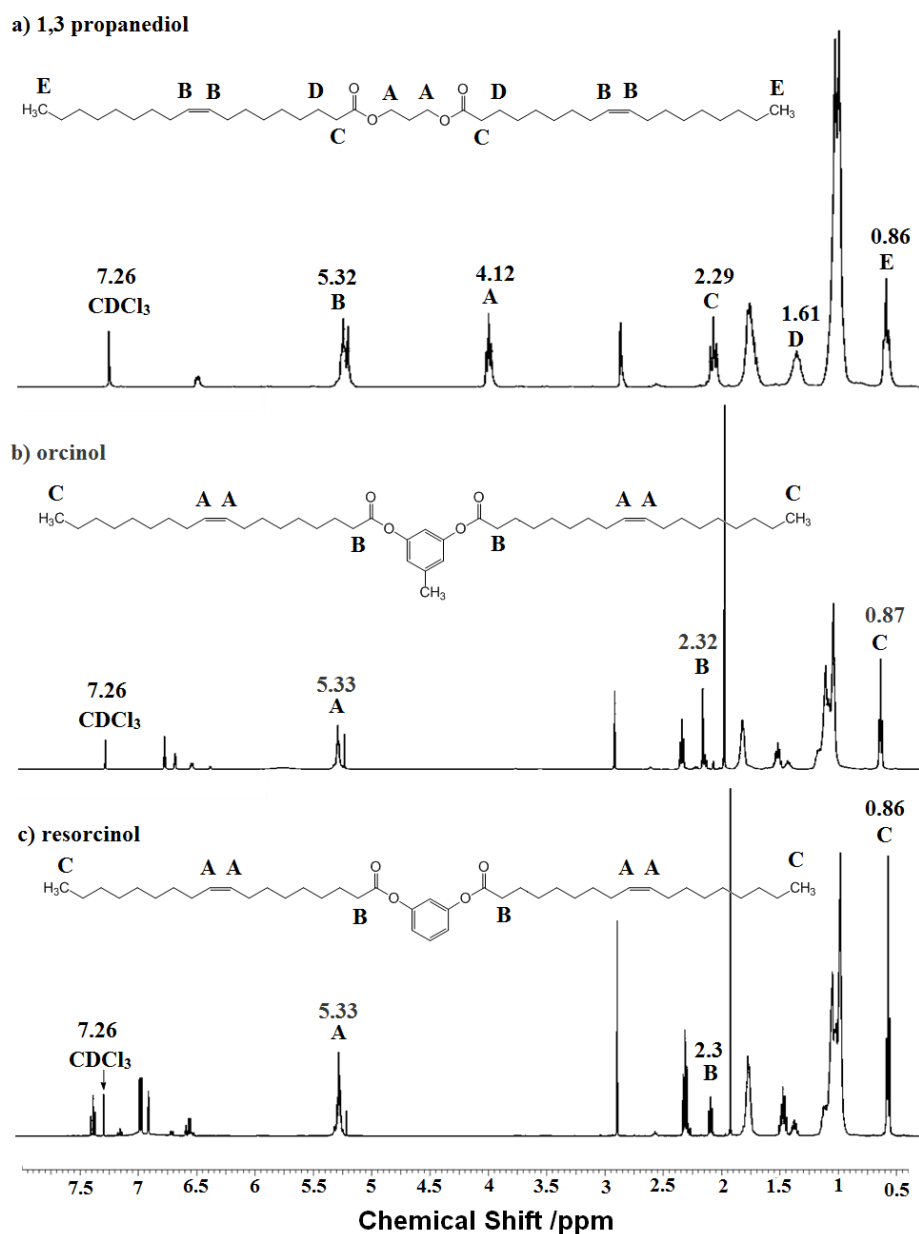 a) 1,3 propanediol
E B B D O A A O D B B E
H3C O O CH3
C C
7.26
CDCl3
5.32
B
4.12
A
2.29
C
1.61
D
0.86
E
b) orcinol
C A A O O A A C
H3C O O CH3
B B
CH3
7.26
CDCl3
5.33
A
2.32
B
0.87
C
c) resorcinol
C A A O O A A C
H3C O O CH3
B B
7.26
CDCl3
5.33
A
2.3
B
0.86
C
7.5 7 6.5 6 5.5 5 4.5 4 3.5 3 2.5 2 1.5 1 0.5
Chemical Shift /ppm